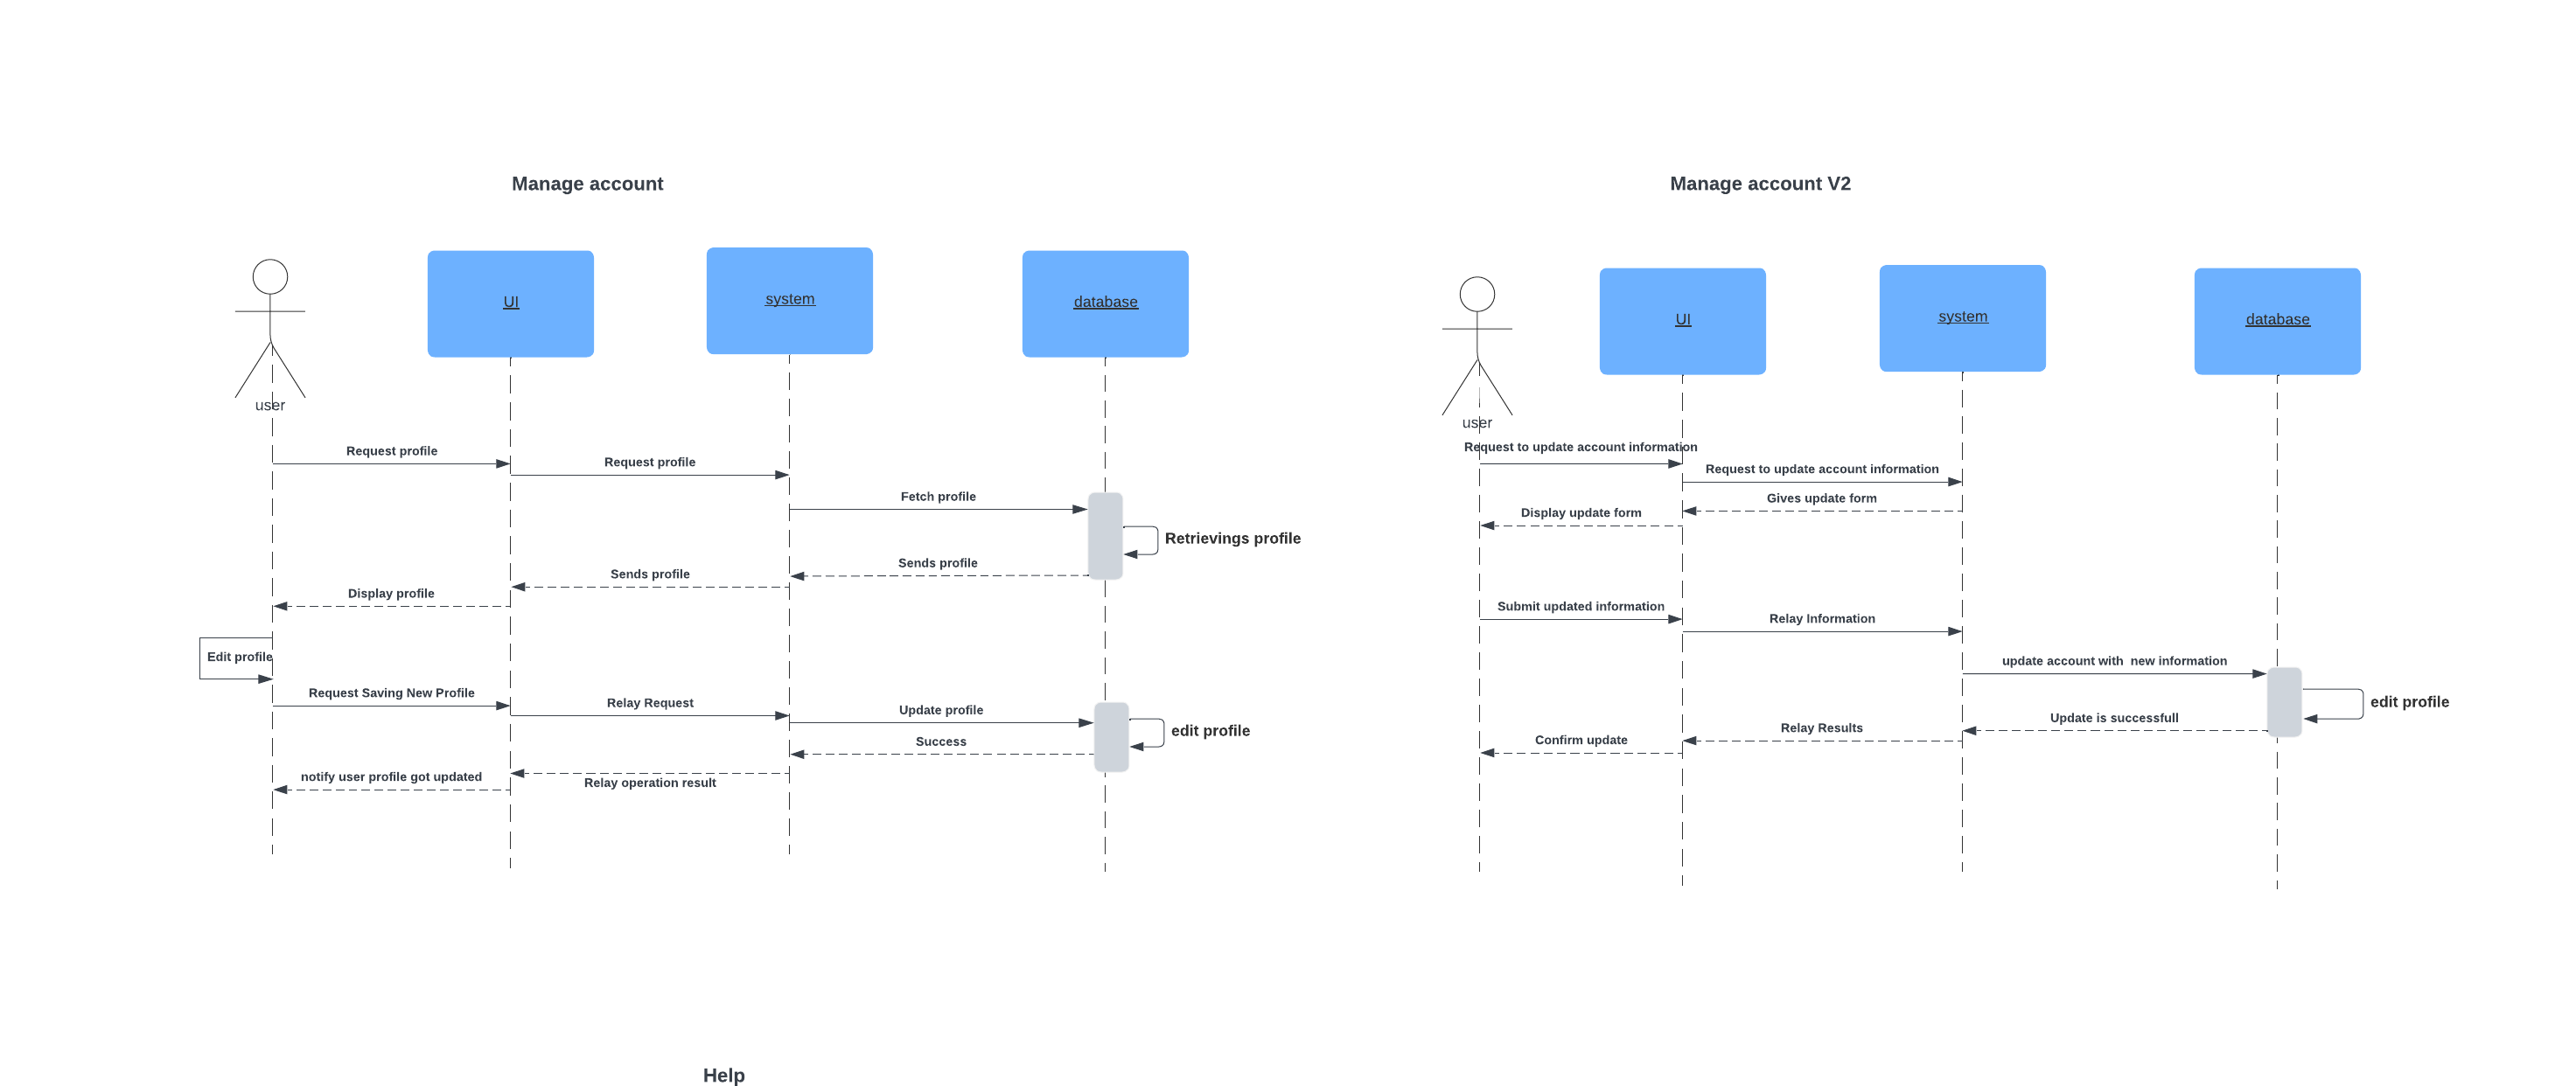 Manage account
UI
system
database
user
Request profile
Request profile
Fetch profile
Retrievings profile
Sends profile
Sends profile
Display profile
Edit profile
Request Saving New Profile
Relay Request
Update profile
edit profile
Success
notify user profile got updated
Relay operation result
Manage account V2
UI
system
database
user
Request to update account information
Request to update account information
Gives update form
Display update form
Submit updated information
Relay Information
update account with  new information
edit profile
Update is successfull
Relay Results
Confirm update
Help